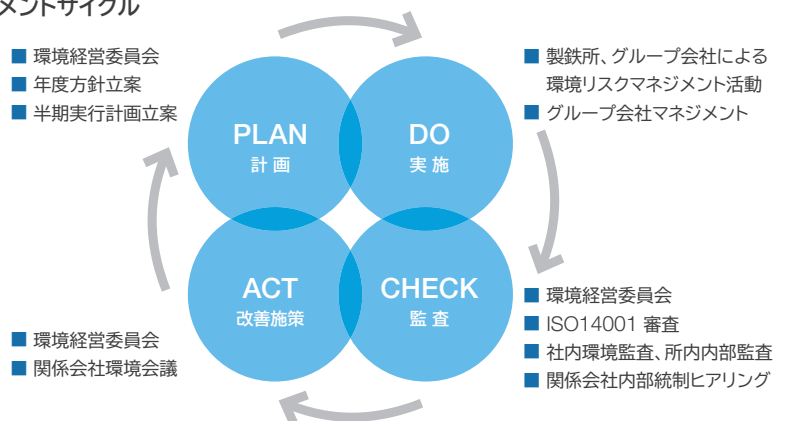 メントサイクル
■ 環境経営委員会
■ 年度方針立案
■ 半期実行計画立案
PLAN
計 画
DO
実 施
■ 製鉄所、グループ会社による
環境リスクマネジメント活動
■ グループ会社マネジメント
ACT
改善施策
CHECK
監 査
■ 環境経営委員会
■ 関係会社環境会議
■ 環境経営委員会
■ ISO14001 審査
■ 社内環境監査、所内内部監査
■ 関係会社内部統制ヒアリング